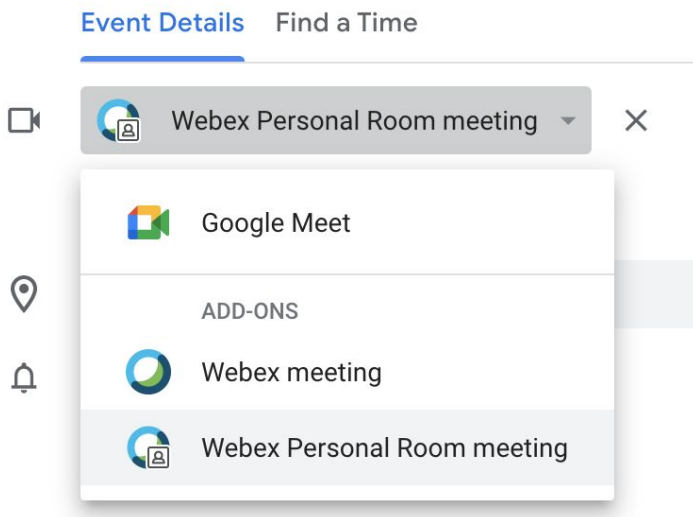 Event Details Find a Time
Webex Personal Room meeting
Google Meet
ADD-ONS
Webex meeting
Webex Personal Room meeting